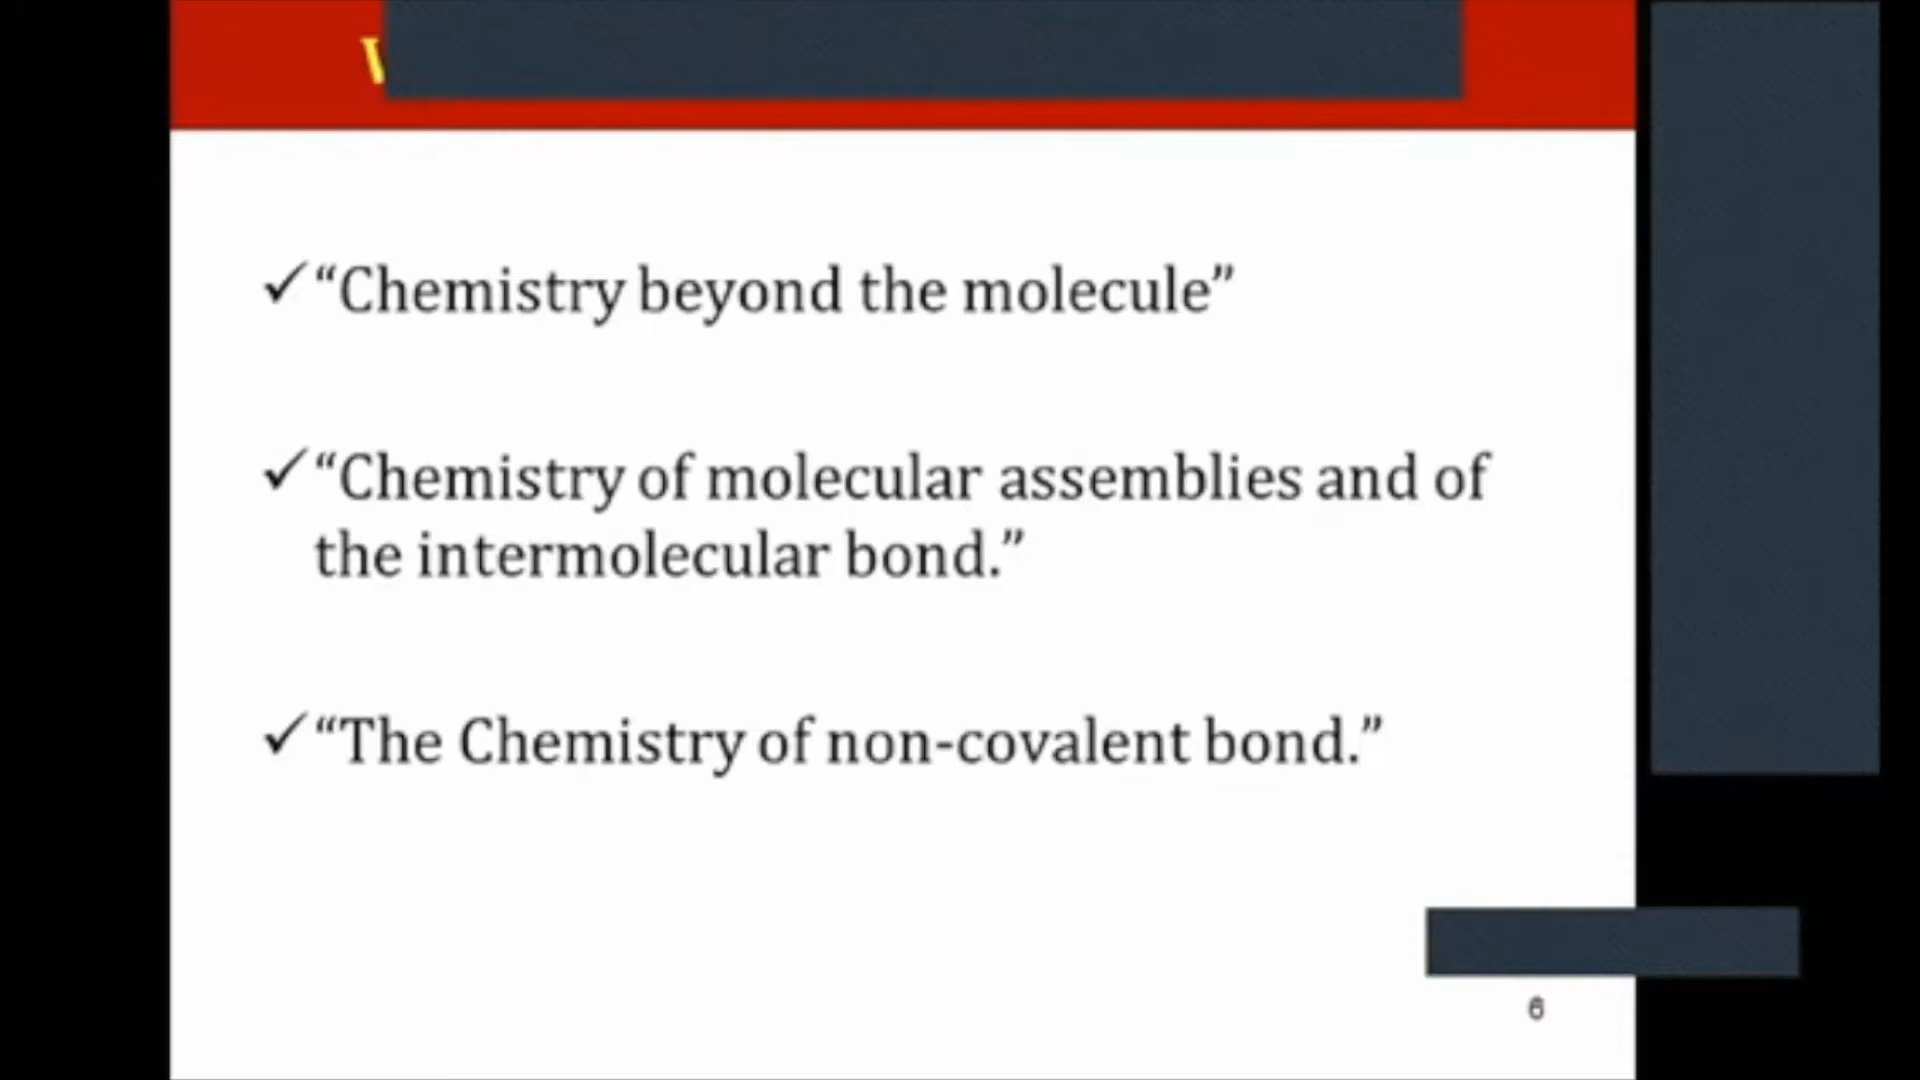 ✓“Chemistry beyond the molecule”
✓“Chemistry of molecular assemblies and of
the intermolecular bond.”
✓“The Chemistry of non-covalent bond.”
6